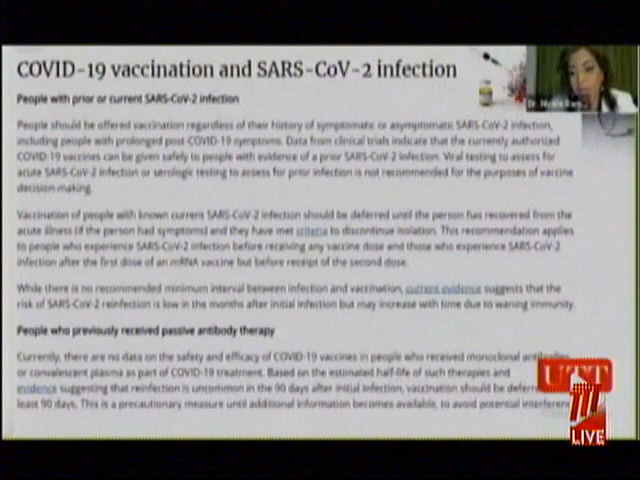 COVID-19 vaccination and SARS-CoV-2 infection
Dr.
People with prior or current SARS-CoV-2 infection
People should be offered vaccination regardless of their history of symptomatic or asymptomatic SARS-CoV-2 infection,
including people with prolonged post-COVID-19 symptoms. Data from clinical trials indicate that the currently authorized
COVID-19 vaccines can be given safely to people with evidence of a prior SARS-CoV-2 infection. Viral testing to assess for
acute SARS-CoV-2 infection or serologic testing to assess for prior infection is not recommended for the purposes of vaccine
decision-making.
Vaccination of people with known current SARS-CoV-2 infection should be deferred until the person has recovered from the
acute illness (if the person had symptoms) and they have met criteria to discontinue isolation. This recommendation applies
to people who experience SARS-CoV-2 infection before receiving any vaccine dose and those who experience SARS-CoV-2
infection after the first dose of an mRNA vaccine but before receipt of the second dose.
While there is no recommended minimum interval between infection and vaccination, current evidence suggests that the
risk of SARS-CoV-2 reinfection is low in the months after initial infection but may increase with time due to waning immunity.
People who previously received passive antibody therapy
Currently, there are no data on the safety and efficacy of COVID-19 vaccines in people who received monoclonal
or convalescent plasma as part of COVID-19 treatment. Based on the estimated half-life of such therapies and
evidence suggesting that reinfection is uncommon in the 90 days after initial infection, vaccination should be
least 90 days. This is a precautionary measure until additional information becomes available, to avoid potential
LIVE